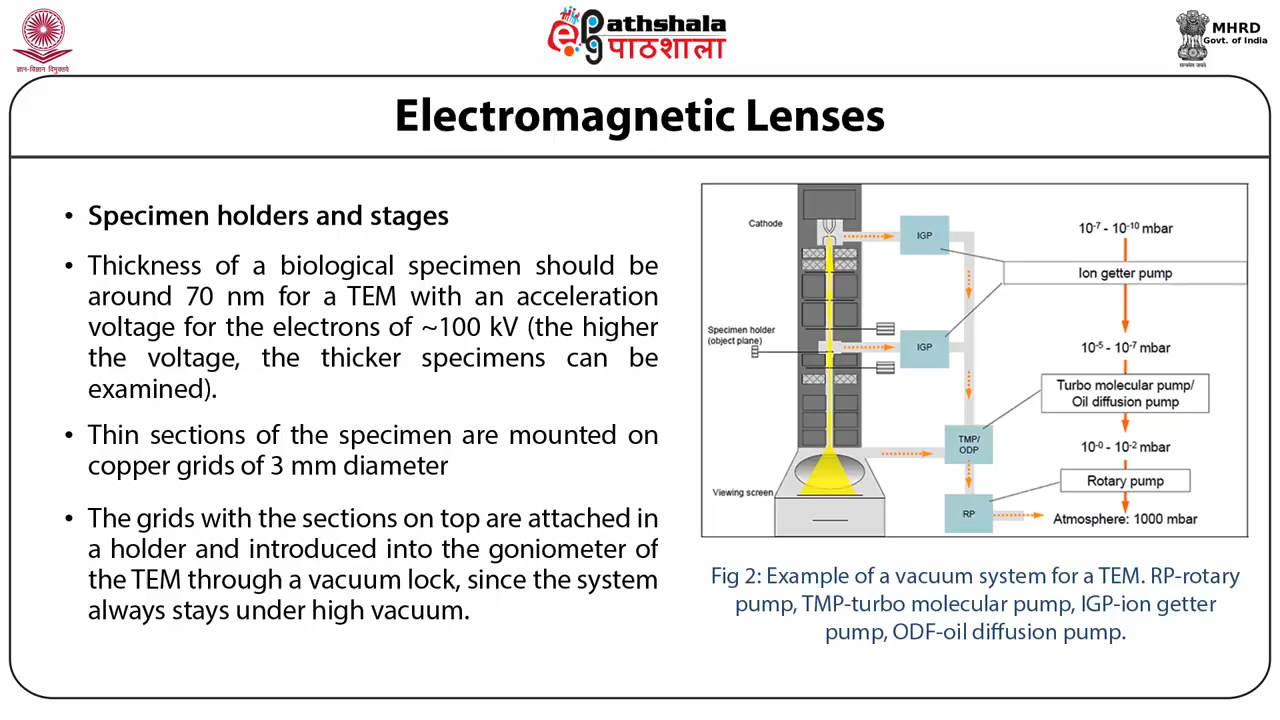 ePathshala
पाठशाला
ज्ञान-विज्ञान विमुक्तये
MHRD
Govt. of India
सत्यमेव जयते
Electromagnetic Lenses
• Specimen holders and stages
• Thickness of a biological specimen should be
around 70 nm for a TEM with an acceleration
voltage for the electrons of ~100 kV (the higher
the voltage, the thicker specimens can be
examined).
• Thin sections of the specimen are mounted on
copper grids of 3 mm diameter
• The grids with the sections on top are attached in
a holder and introduced into the goniometer of
the TEM through a vacuum lock, since the system
always stays under high vacuum.
Cathode
IGP
10⁻⁷ - 10⁻¹⁰ mbar
Ion getter pump
Specimen holder
(object plane)
IGP
10⁻⁵ - 10⁻⁷ mbar
Turbo molecular pump/
Oil diffusion pump
TMP/
ODP
10⁻⁰ - 10⁻² mbar
Rotary pump
Viewing screen
RP
Atmosphere: 1000 mbar
Fig 2: Example of a vacuum system for a TEM. RP-rotary
pump, TMP-turbo molecular pump, IGP-ion getter
pump, ODF-oil diffusion pump.